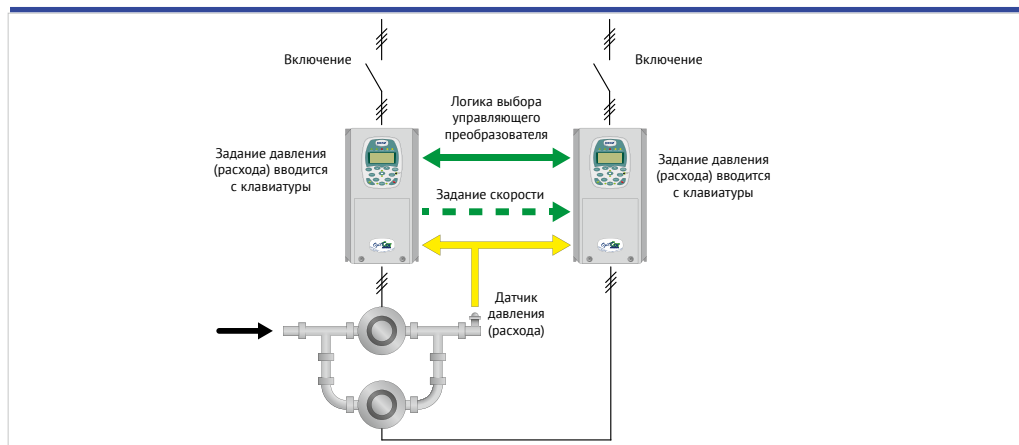 Включение
Включение
Логика выбора
управляющего
преобразователя
Задание давления
(расхода) вводится
с клавиатуры
Задание давления
(расхода) вводится
с клавиатуры
Задание скорости
Датчик
давления
(расхода)